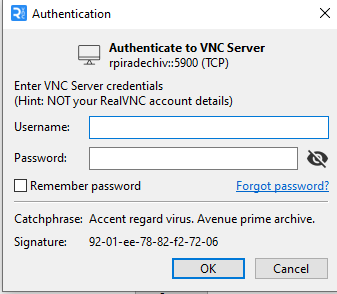 Authentication
Authenticate to VNC Server
rpiradechiv::5900 (TCP)
Enter VNC Server credentials
(Hint: NOT your RealVNC account details)
Username:
Password:
Remember password
Forgot password?
Catchphrase: Accent regard virus. Avenue prime archive.
Signature: 92-01-ee-78-82-f2-72-06
OK
Cancel